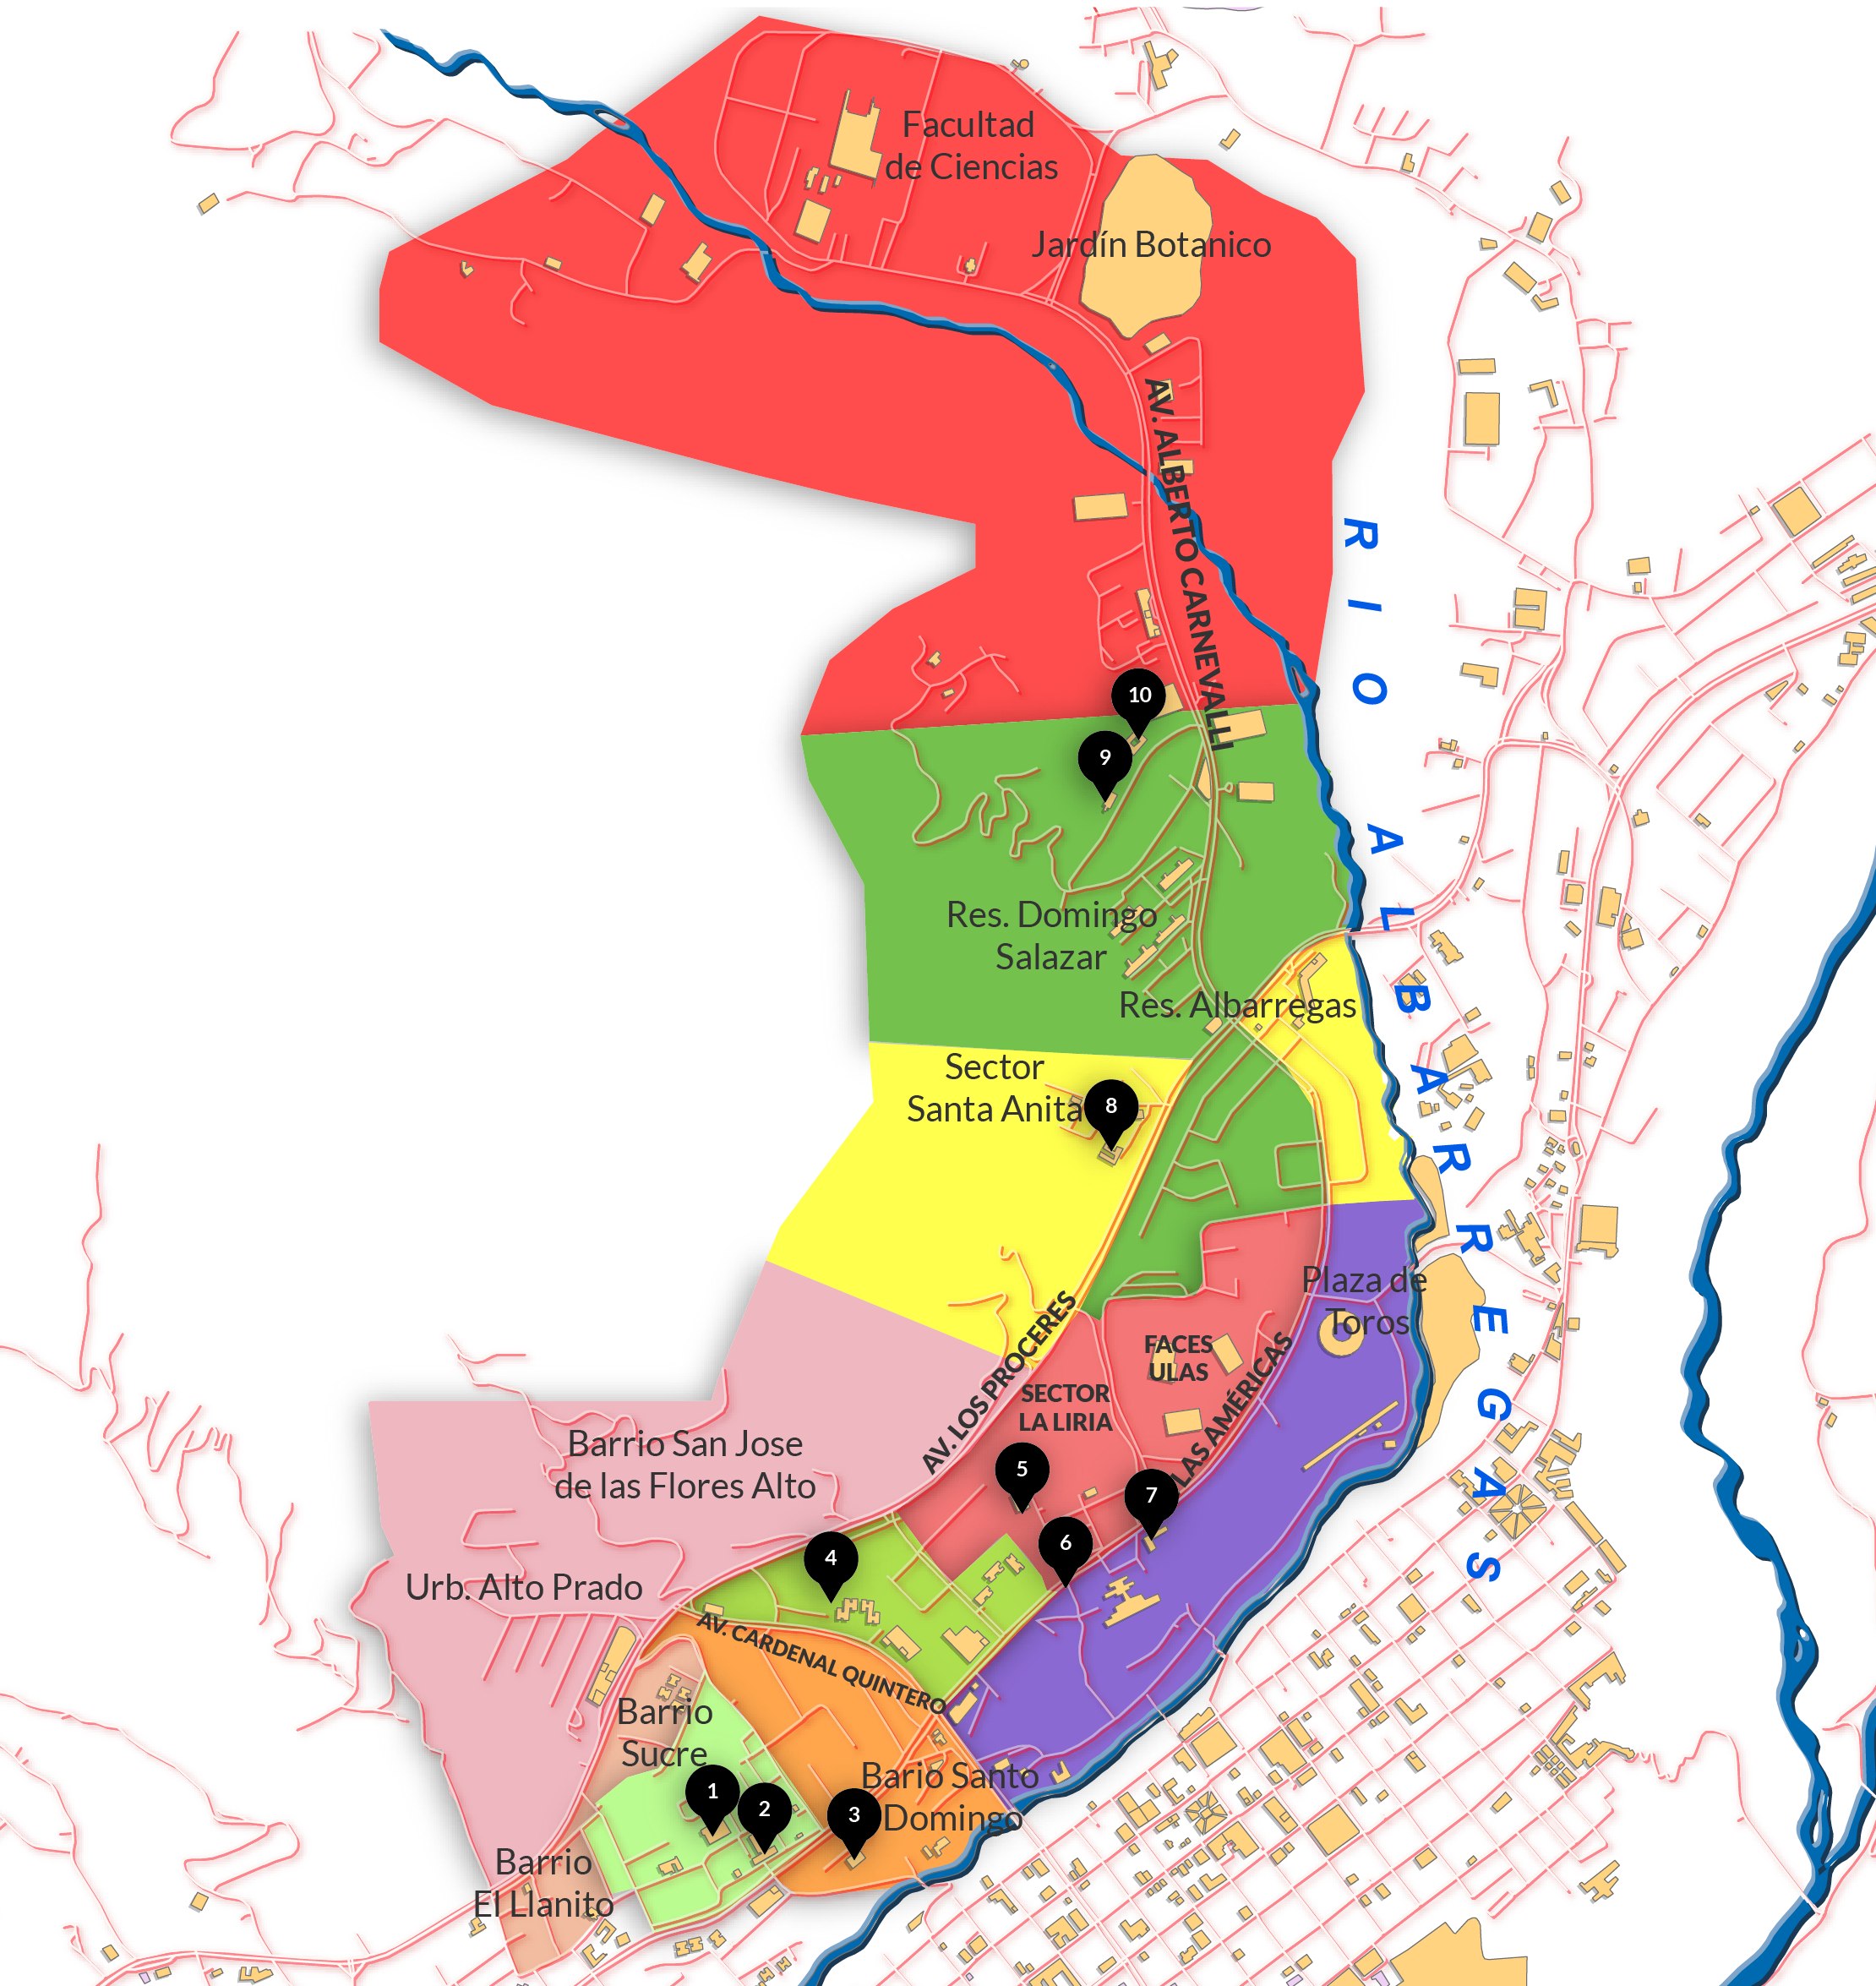 Facultad
de Ciencias
Jardín Botanico
AV. ALBERTO CARNEVALLI
RIO ALBARREGAS
10
9
Res. Domingo
Salazar
Res. Albarregas
Sector
Santa Anita
8
Plaza de
Toros
AV. LOS PROCERES
FACES
ULAS
SECTOR
LA LIRIA
LAS AMÉRICAS
Barrio San Jose
de las Flores Alto
5
7
6
4
Urb. Alto Prado
AV. CARDENAL QUINTERO
Barrio
Sucre
1
2
3
Bario Santo
Domingo
Barrio
El Llanito